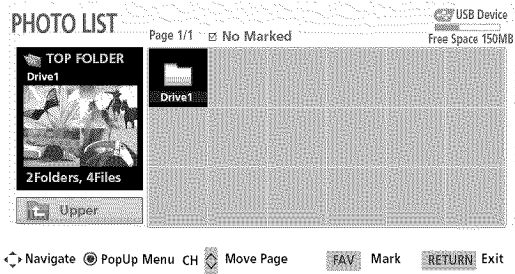 PHOTO LIST
Page 1/1 ☑ No Marked
USB Device
Free Space 150MB
TOP FOLDER
Drive1
2Folders, 4Files
Drive1
Upper
Navigate PopUp Menu CH Move Page FAV Mark RETURN Exit